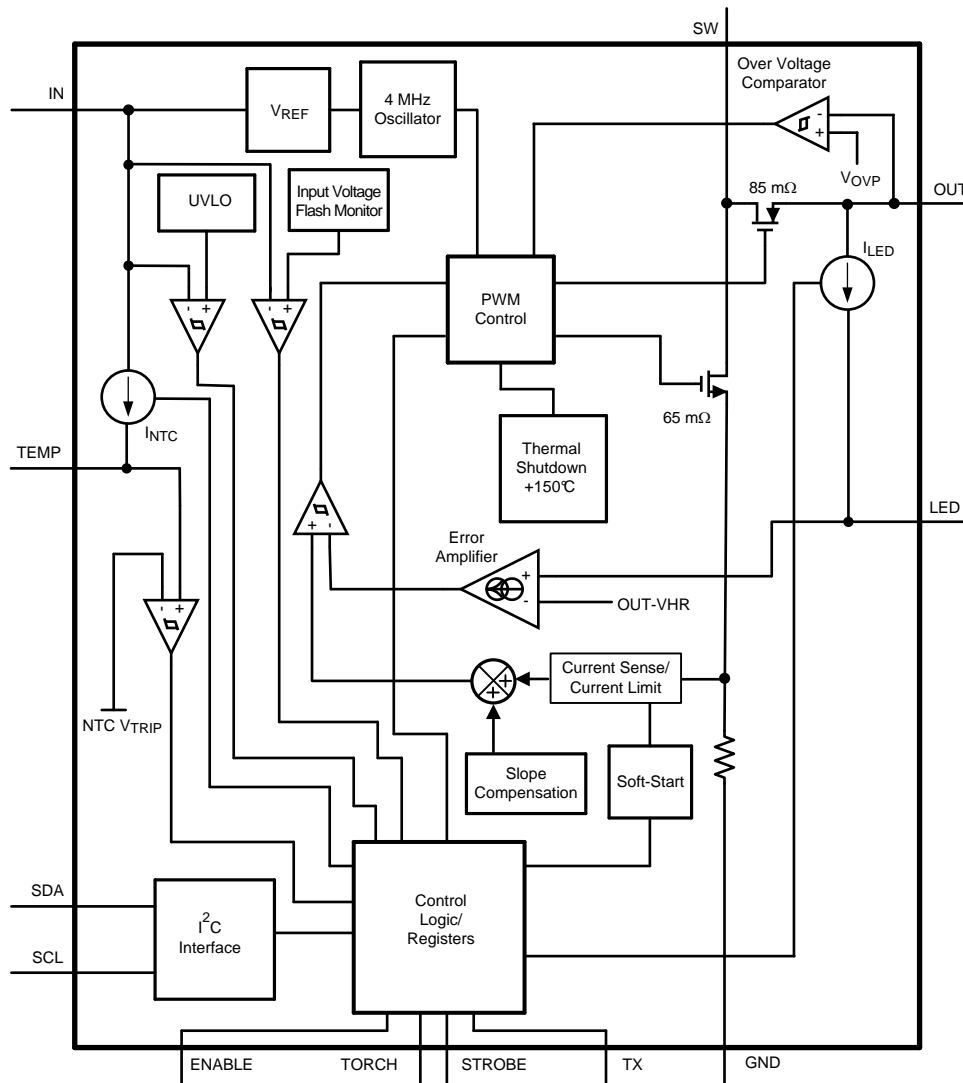 SW
Over Voltage
Comparator
IN
VREF
4 MHz
Oscillator
-
+
VOVP
UVLO
Input Voltage
Flash Monitor
85 mΩ
OUT
ILED
- +
- +
PWM
Control
INTC
65 mΩ
TEMP
Thermal
Shutdown
+150°C
LED
+ -
Error
Amplifier
+
-
OUT-VHR
- +
Current Sense/
Current Limit
+
+
NTC VTRIP
Slope
Compensation
Soft-Start
SDA
I2C
Interface
Control
Logic/
Registers
SCL
ENABLE
TORCH
STROBE
TX
GND